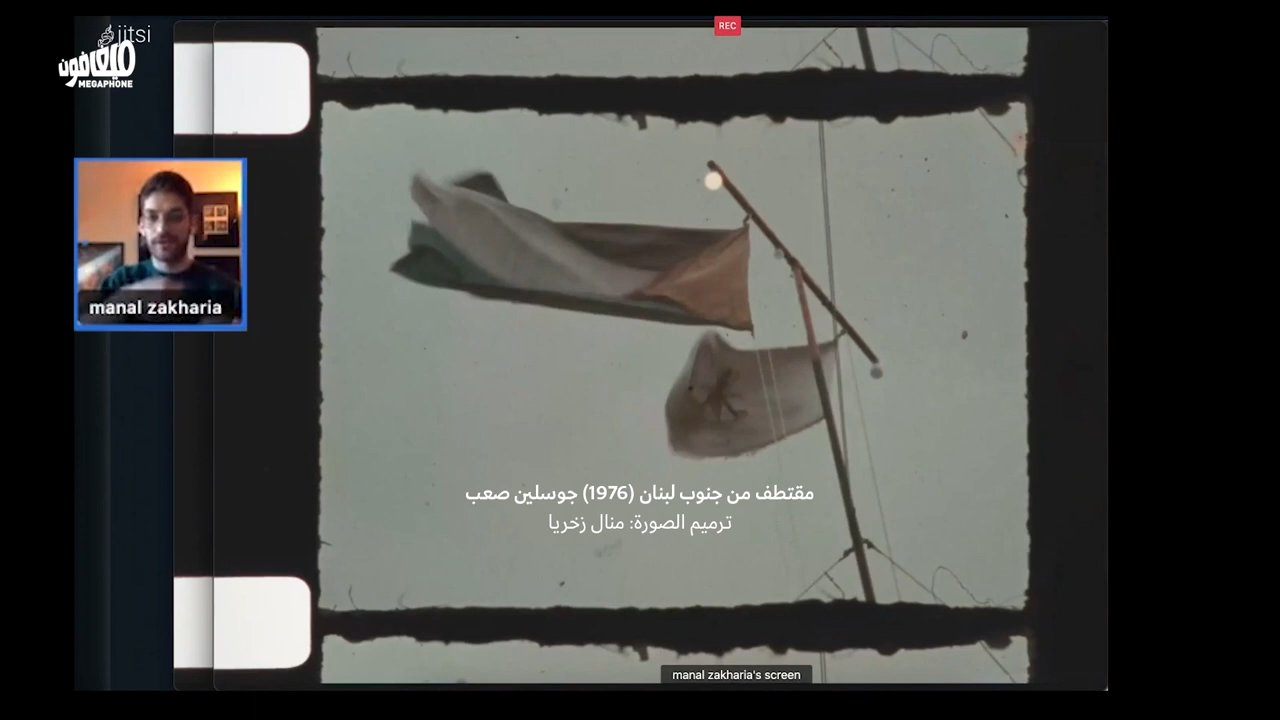 jitsi
ميغافون
MEGAPHONE
REC
manal zakharia
مقتطف من جنوب لبنان (1976) جوسلين صعب
ترميم الصورة: منال زخريا
manal zakharia's screen